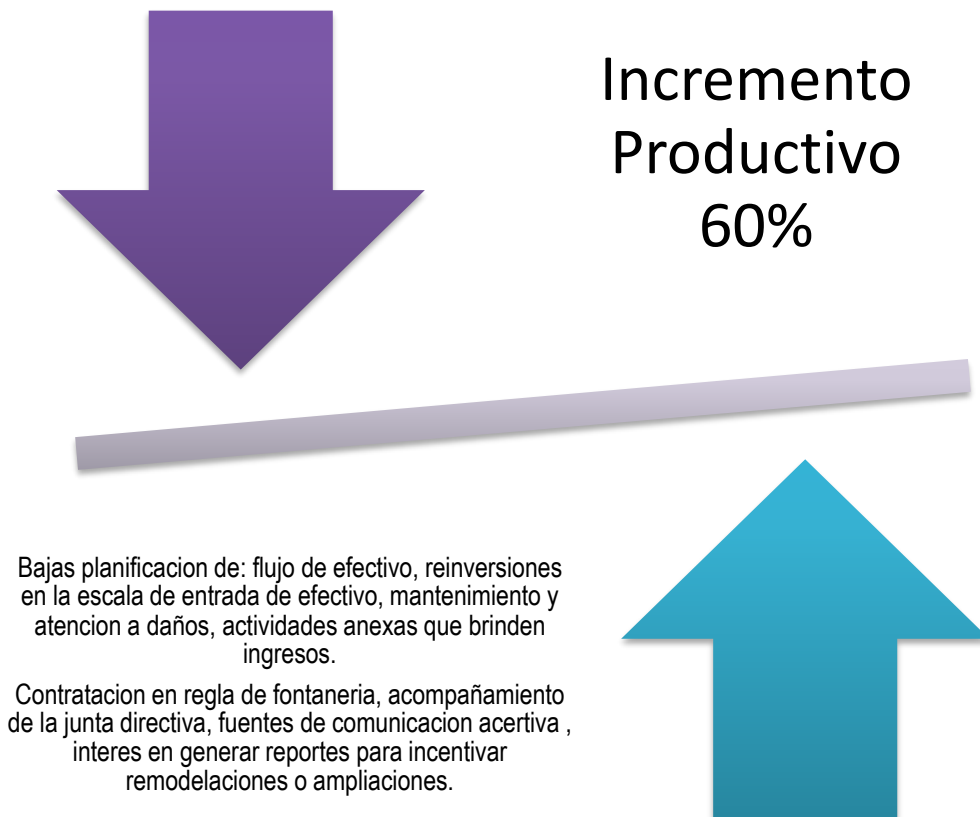 Incremento
Productivo
60%
Bajas planificacion de: flujo de efectivo, reinversiones
en la escala de entrada de efectivo, mantenimiento y
atencion a daños, actividades anexas que brinden
ingresos.
Contratacion en regla de fontaneria, acompañamiento
de la junta directiva, fuentes de comunicacion acertiva ,
interes en generar reportes para incentivar
remodelaciones o ampliaciones.